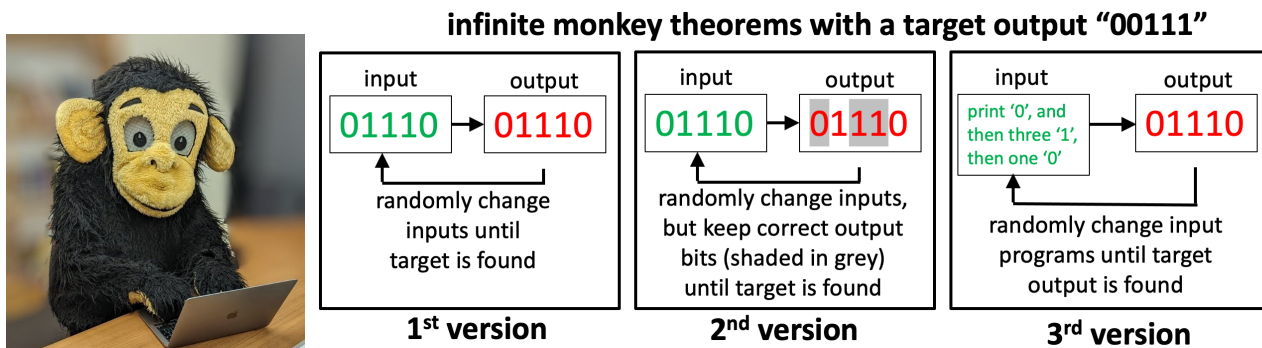 infinite monkey theorems with a target output “00111”
input
output
01110
01110
randomly change
inputs until
target is found
1st version
input
output
01110
01110
randomly change inputs,
but keep correct output
bits (shaded in grey)
until target is found
2nd version
input
output
print ‘0’, and
then three ‘1’,
then one ‘0’
01110
randomly change input
programs until target
output is found
3rd version